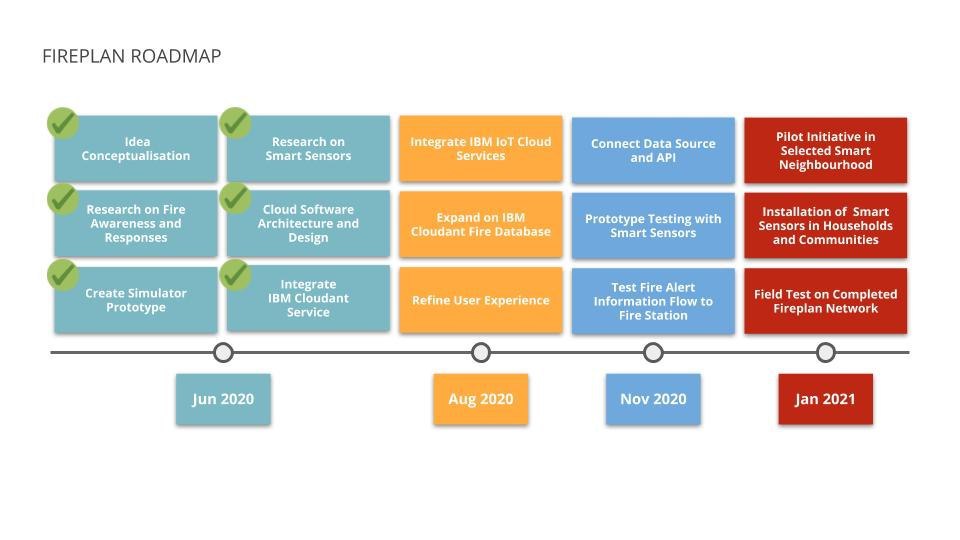 FIREPLAN ROADMAP
Idea
Conceptualisation
Research on
Smart Sensors
Integrate IBM IoT Cloud
Services
Connect Data Source
and API
Pilot Initiative in
Selected Smart
Neighbourhood
Research on Fire
Awareness and
Responses
Cloud Software
Architecture and
Design
Expand on IBM
Cloudant Fire Database
Prototype Testing with
Smart Sensors
Installation of Smart
Sensors in Households
and Communities
Create Simulator
Prototype
Integrate
IBM Cloudant
Service
Refine User Experience
Test Fire Alert
Information Flow to
Fire Station
Field Test on Completed
Fireplan Network
Jun 2020
Aug 2020
Nov 2020
Jan 2021